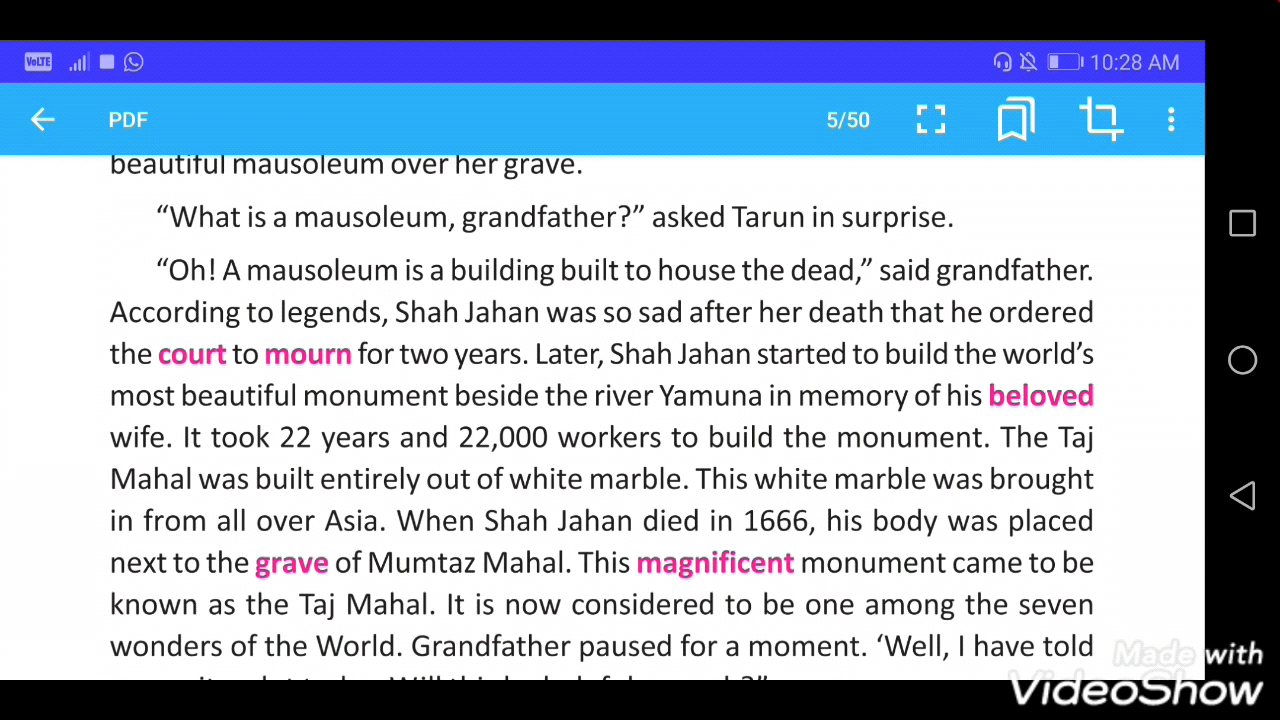 VoLTE 10:28 AM
PDF 5/50
beautiful mausoleum over her grave.
“What is a mausoleum, grandfather?” asked Tarun in surprise.
“Oh! A mausoleum is a building built to house the dead,” said grandfather.
According to legends, Shah Jahan was so sad after her death that he ordered
the court to mourn for two years. Later, Shah Jahan started to build the world’s
most beautiful monument beside the river Yamuna in memory of his beloved
wife. It took 22 years and 22,000 workers to build the monument. The Taj
Mahal was built entirely out of white marble. This white marble was brought
in from all over Asia. When Shah Jahan died in 1666, his body was placed
next to the grave of Mumtaz Mahal. This magnificent monument came to be
known as the Taj Mahal. It is now considered to be one among the seven
wonders of the World. Grandfather paused for a moment. ‘Well, I have told
Made with
VideoShow